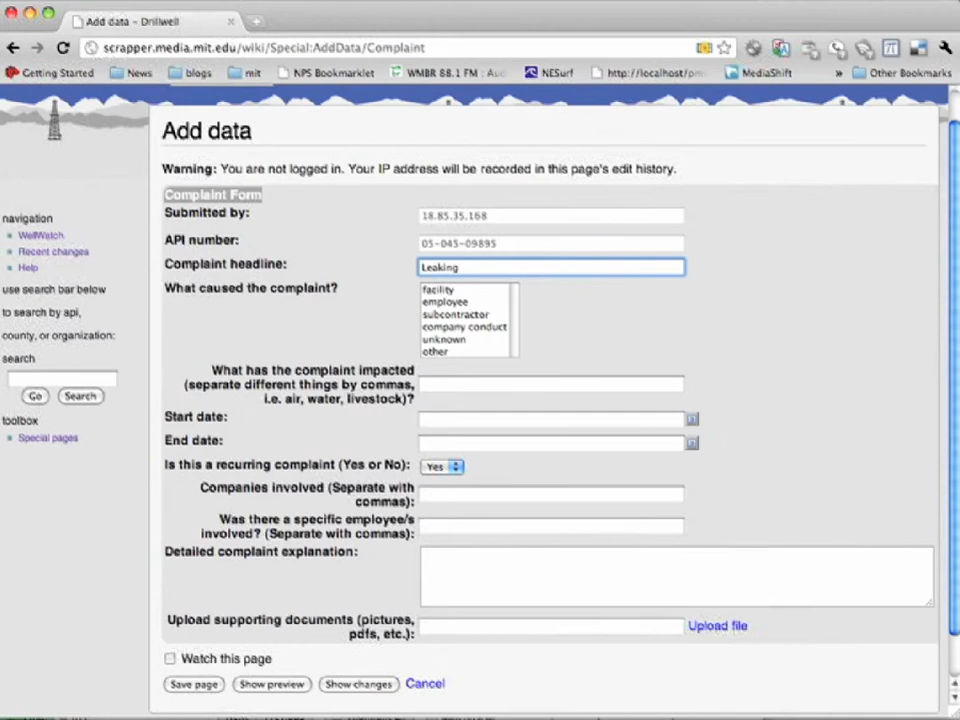 Add data - Drillwell
scrapper.media.mit.edu/wiki/Special:AddData/Complaint
Getting Started News blogs mit NPS Bookmarklet WMBR 88.1 FM : NESurf http://localhost/ MediaShift » Other Bookmarks
Add data
Warning: You are not logged in. Your IP address will be recorded in this page's edit history.
Complaint Form
Submitted by: 18.85.35.168
API number: 05-045-09895
Complaint headline: Leaking
What caused the complaint?
facility
employee
subcontractor
company conduct
unknown
other
What has the complaint impacted
(separate different things by commas,
i.e. air, water, livestock)?
Start date:
End date:
Is this a recurring complaint (Yes or No): Yes
Companies involved (Separate with
commas):
Was there a specific employee/s
involved? (Separate with commas):
Detailed complaint explanation:
Upload supporting documents (pictures,
pdfs, etc.): Upload file
Watch this page
Save page Show preview Show changes Cancel
navigation
WellWatch
Recent changes
Help
use search bar below
to search by api,
county, or organization:
search
Go Search
toolbox
Special pages